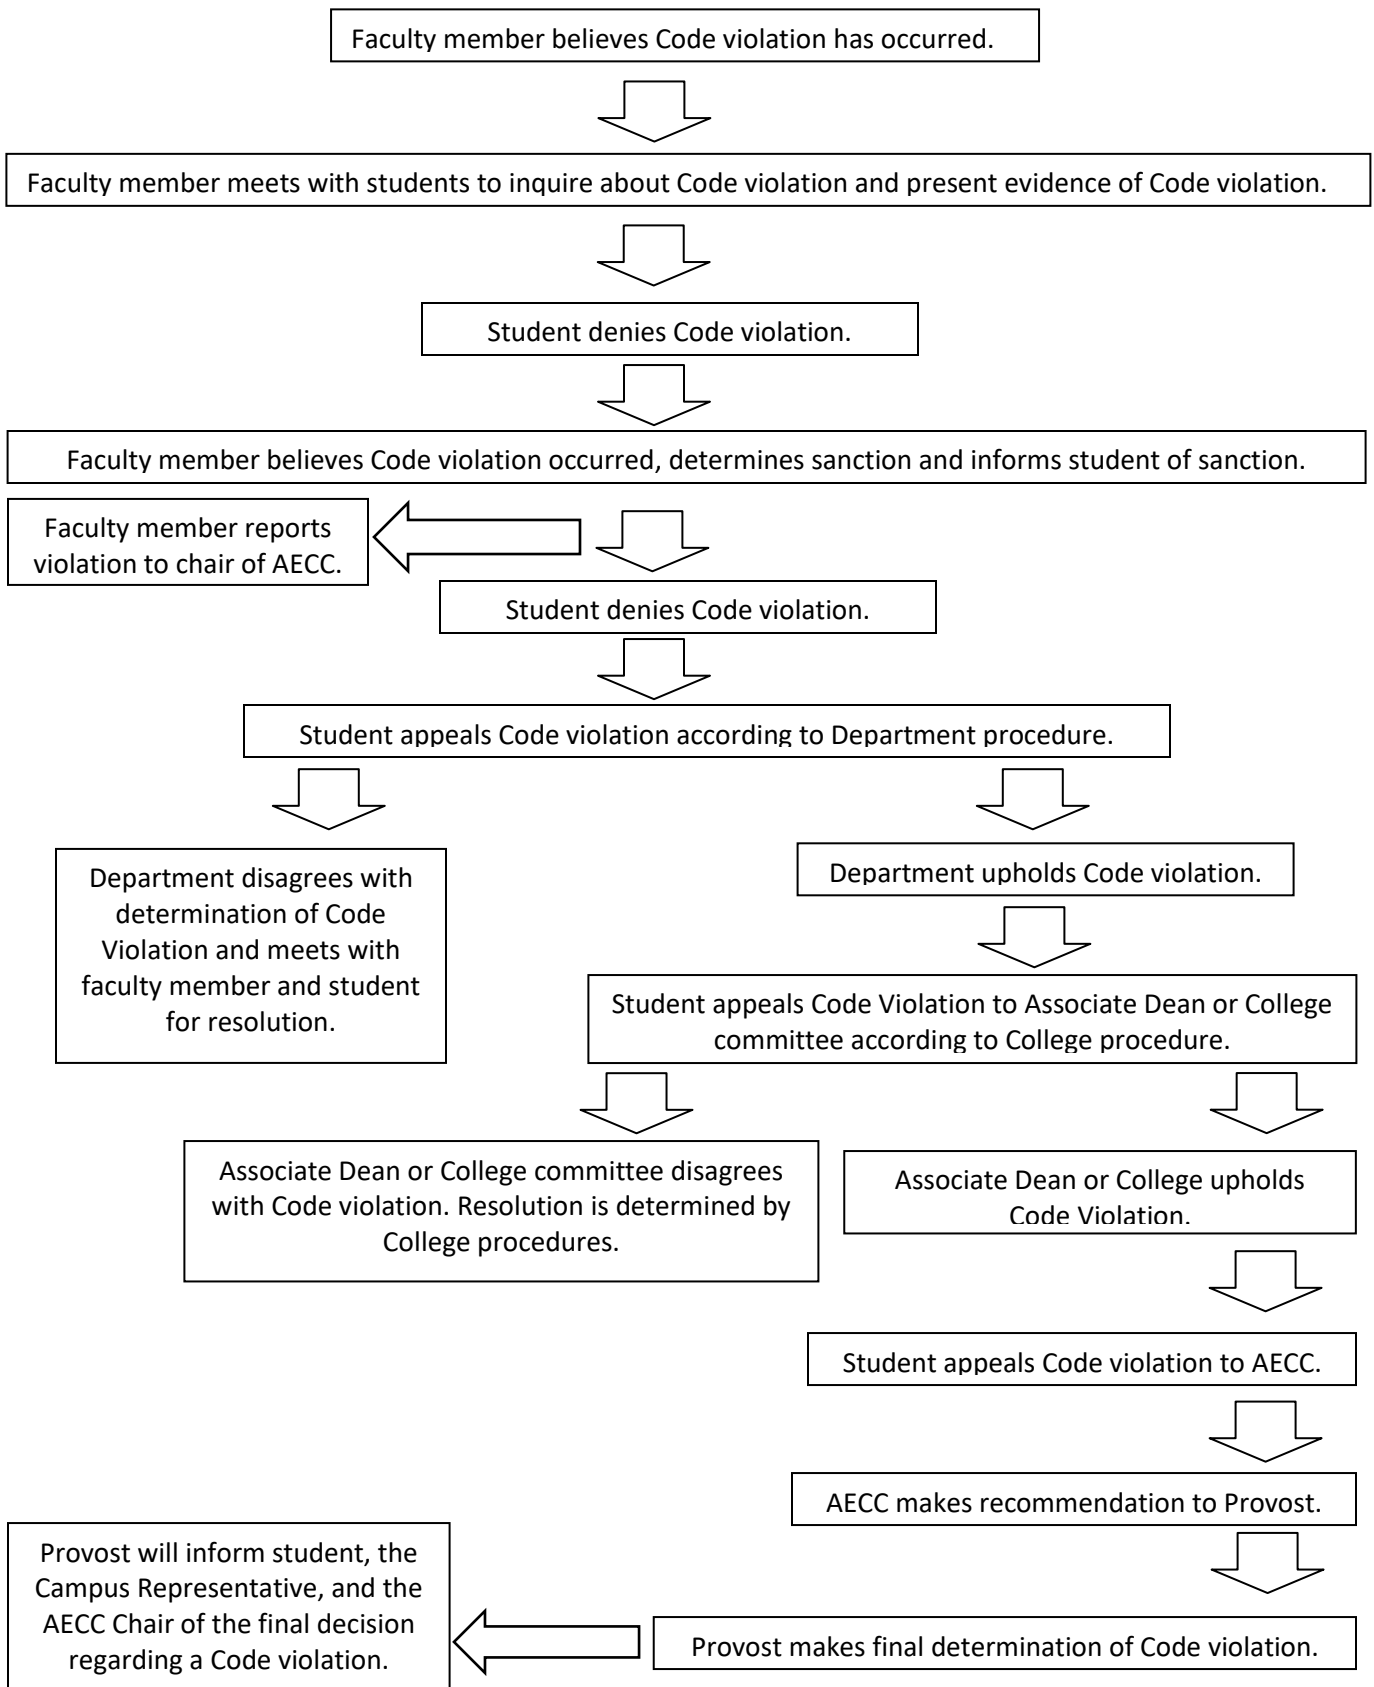 Faculty member believes Code violation has occurred.
Faculty member meets with students to inquire about Code violation and present evidence of Code violation.
Student denies Code violation.
Faculty member believes Code violation occurred, determines sanction and informs student of sanction.
Faculty member reports
violation to chair of AECC.
Student denies Code violation.
Student appeals Code violation according to Department procedure.
Department disagrees with
determination of Code
Violation and meets with
faculty member and student
for resolution.
Department upholds Code violation.
Student appeals Code Violation to Associate Dean or College
committee according to College procedure.
Associate Dean or College committee disagrees
with Code violation. Resolution is determined by
College procedures.
Associate Dean or College upholds
Code Violation.
Student appeals Code violation to AECC.
AECC makes recommendation to Provost.
Provost will inform student, the
Campus Representative, and the
AECC Chair of the final decision
regarding a Code violation.
Provost makes final determination of Code violation.